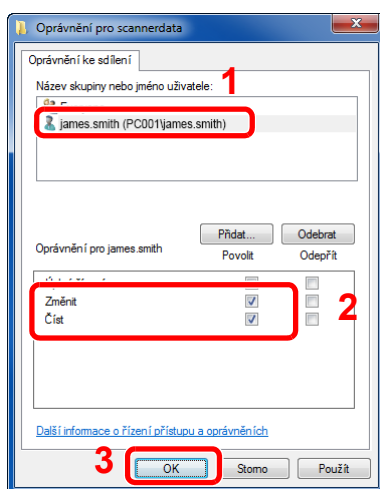 Oprávnění pro scannerdata
Oprávnění ke sdílení
Název skupiny nebo jméno uživatele:
1
james.smith (PC001\james.smith)
Přidat...
Odebrat
Oprávnění pro james.smith
Povolit
Odepřít
Změnit
Číst
2
Další informace o řízení přístupu a oprávněních
3
OK
Storno
Použít